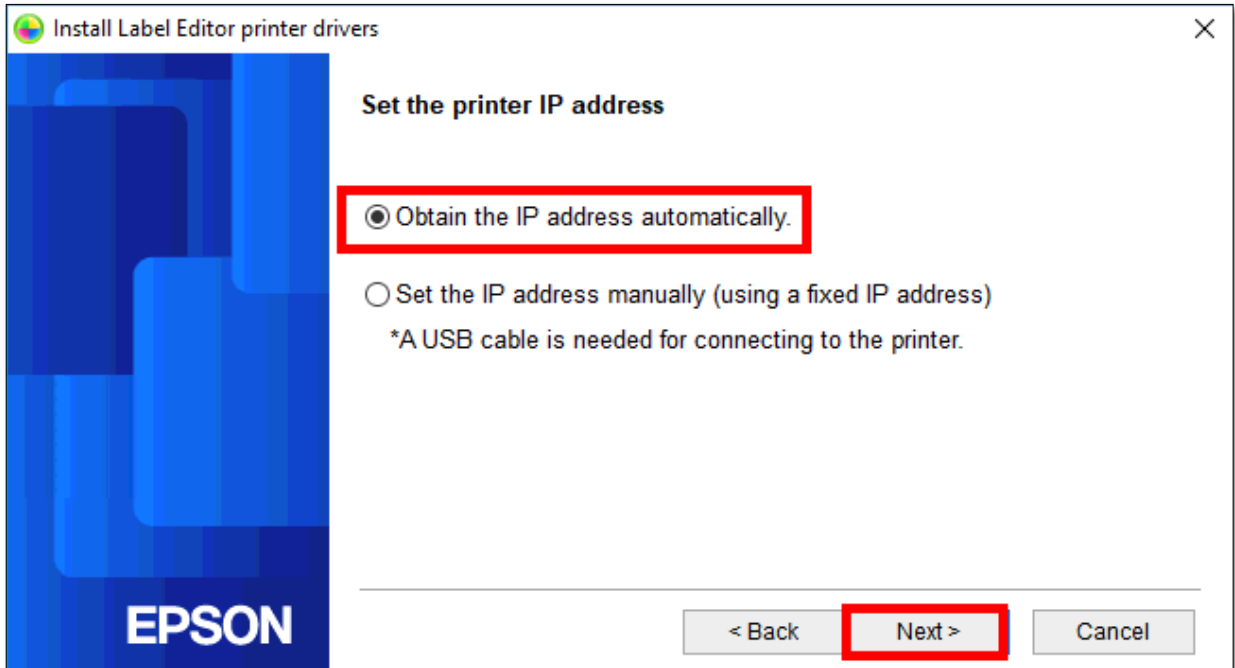 Install Label Editor printer drivers
Set the printer IP address
Obtain the IP address automatically.
Set the IP address manually (using a fixed IP address)
*A USB cable is needed for connecting to the printer.
EPSON
< Back
Next >
Cancel